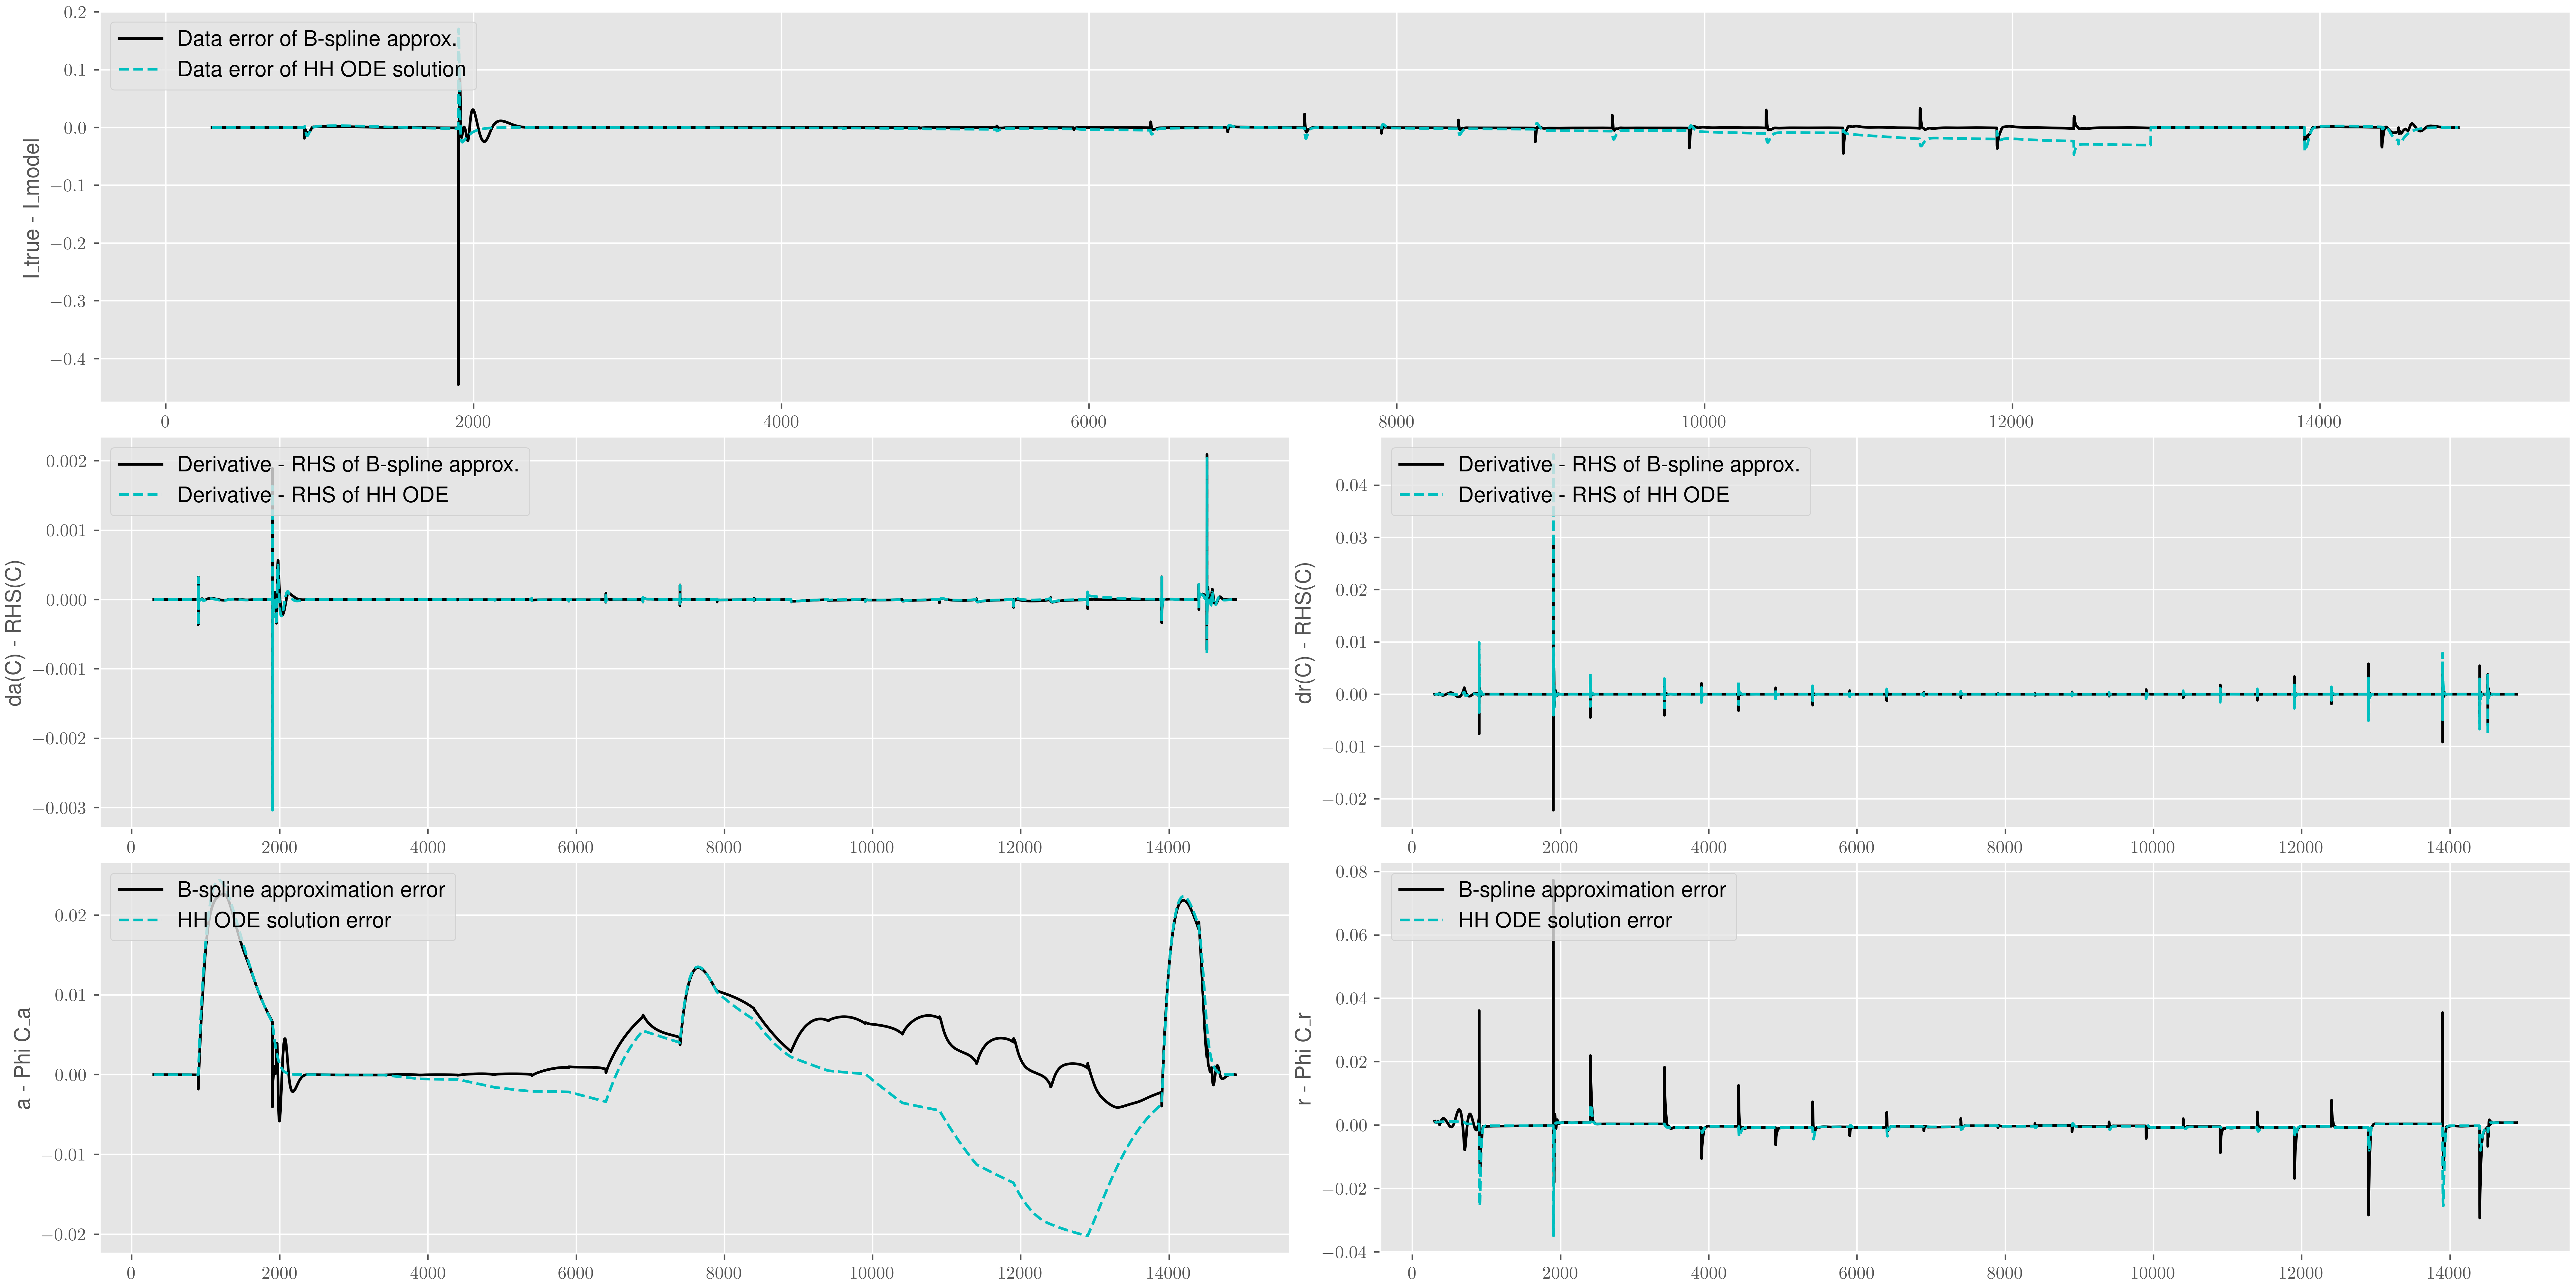 Data error of B-spline approx.
Data error of HH ODE solution
I_true - I_model
0.2
0.1
0.0
−0.1
−0.2
−0.3
−0.4
0 2000 4000 6000 8000 10000 12000 14000
Derivative - RHS of B-spline approx.
Derivative - RHS of HH ODE
da(C) - RHS(C)
0.002
0.001
0.000
−0.001
−0.002
−0.003
0 2000 4000 6000 8000 10000 12000 14000
Derivative - RHS of B-spline approx.
Derivative - RHS of HH ODE
dr(C) - RHS(C)
0.04
0.03
0.02
0.01
0.00
−0.01
−0.02
0 2000 4000 6000 8000 10000 12000 14000
B-spline approximation error
HH ODE solution error
a - Phi C_a
0.02
0.01
0.00
−0.01
−0.02
0 2000 4000 6000 8000 10000 12000 14000
B-spline approximation error
HH ODE solution error
r - Phi C_r
0.08
0.06
0.04
0.02
0.00
−0.02
−0.04
0 2000 4000 6000 8000 10000 12000 14000